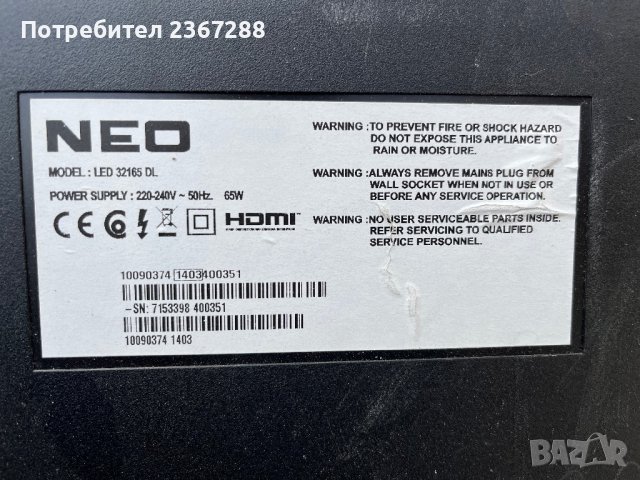 Потребител 2367288
NEO
MODEL : LED 32165 DL
POWER SUPPLY : 220-240V ~ 50Hz. 65W
CE HDMI
WARNING :TO PREVENT FIRE OR SHOCK HAZARD
DO NOT EXPOSE THIS APPLIANCE TO
RAIN OR MOISTURE.
WARNING :ALWAYS REMOVE MAINS PLUG FROM
WALL SOCKET WHEN NOT IN USE OR
BEFORE ANY SERVICE OPERATION.
WARNING :NO USER SERVICEABLE PARTS INSIDE.
REFER SERVICING TO QUALIFIED
SERVICE PERSONNEL.
10090374 1403400351
~SN: 7153398 400351
10090374 1403
bazar